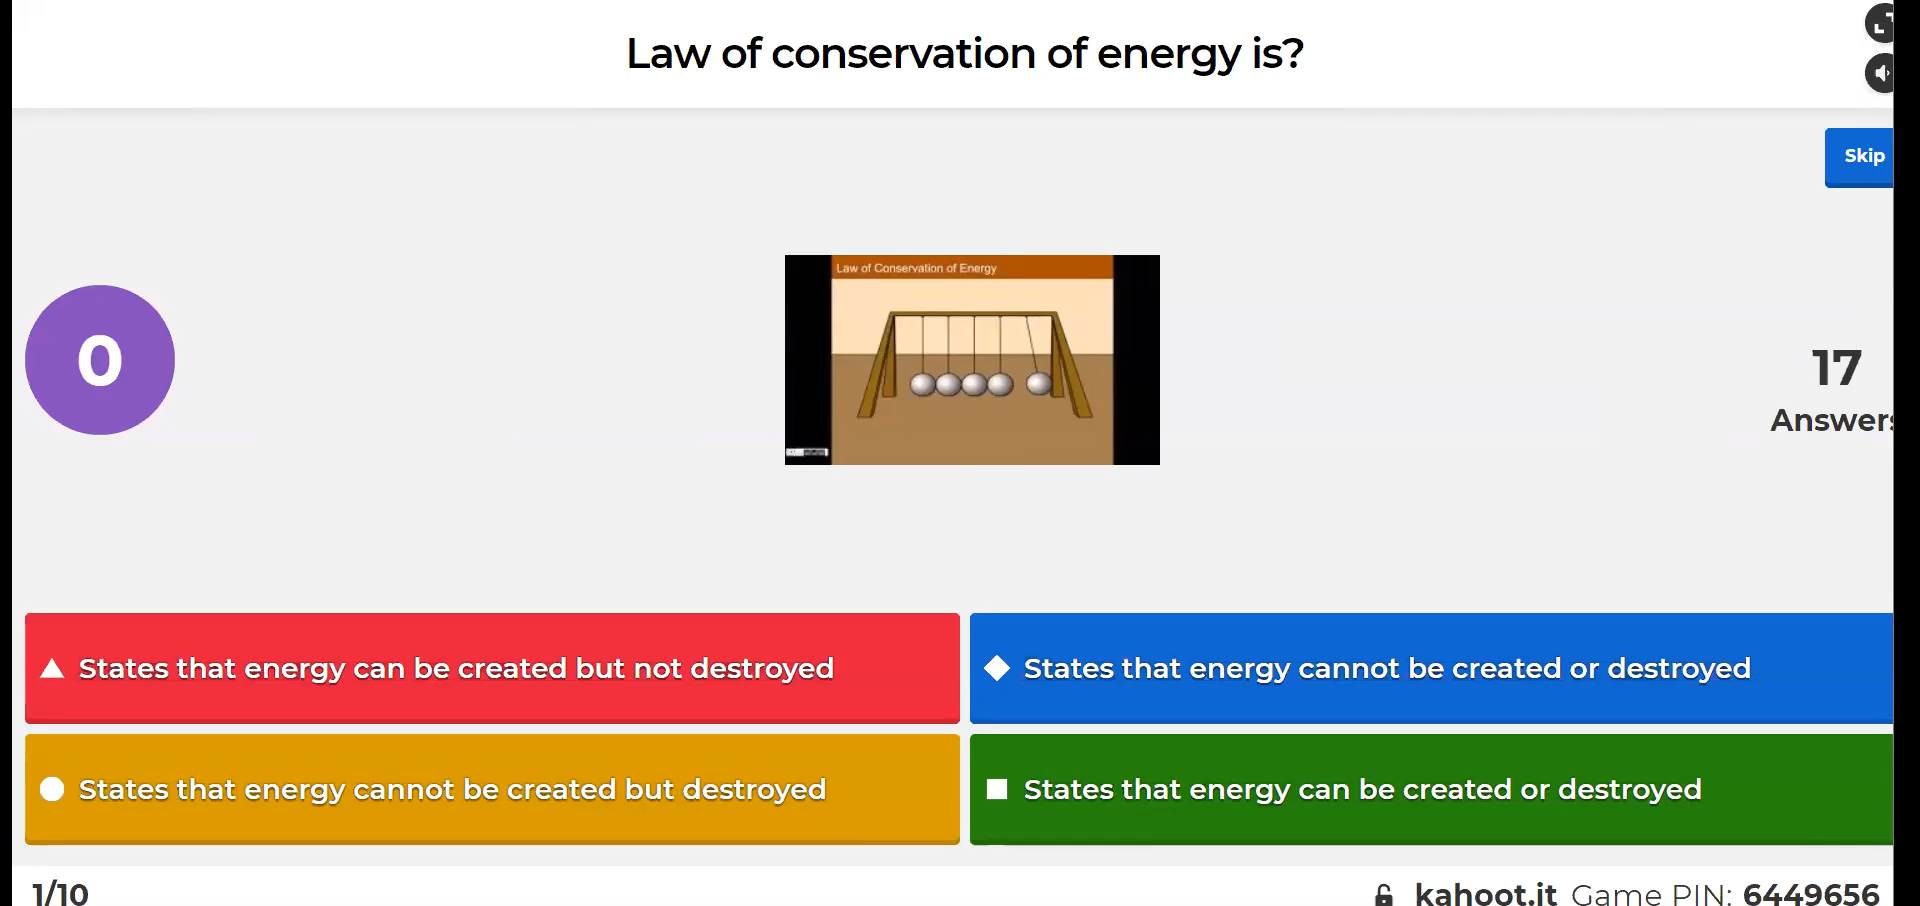 Law of conservation of energy is?
Skip
Law of Conservation of Energy
0
17
Answers
States that energy can be created but not destroyed
States that energy cannot be created or destroyed
States that energy cannot be created but destroyed
States that energy can be created or destroyed
1/10
kahoot.it Game PIN: 6449656